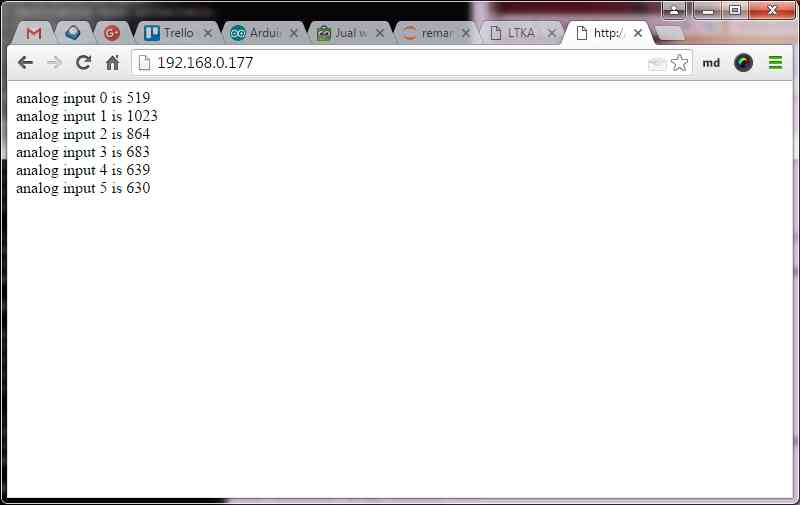 Trello Arduin Jual w remar LTKA http:/
192.168.0.177 md
analog input 0 is 519
analog input 1 is 1023
analog input 2 is 864
analog input 3 is 683
analog input 4 is 639
analog input 5 is 630